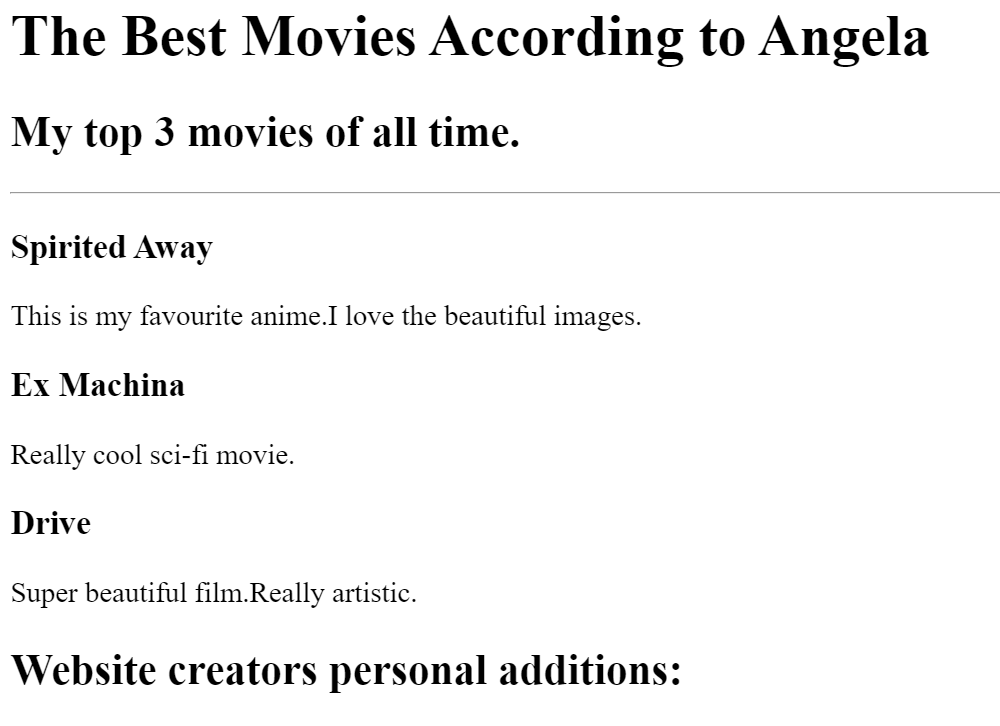 The Best Movies According to Angela
My top 3 movies of all time.
Spirited Away
This is my favourite anime.I love the beautiful images.
Ex Machina
Really cool sci-fi movie.
Drive
Super beautiful film.Really artistic.
Website creators personal additions: